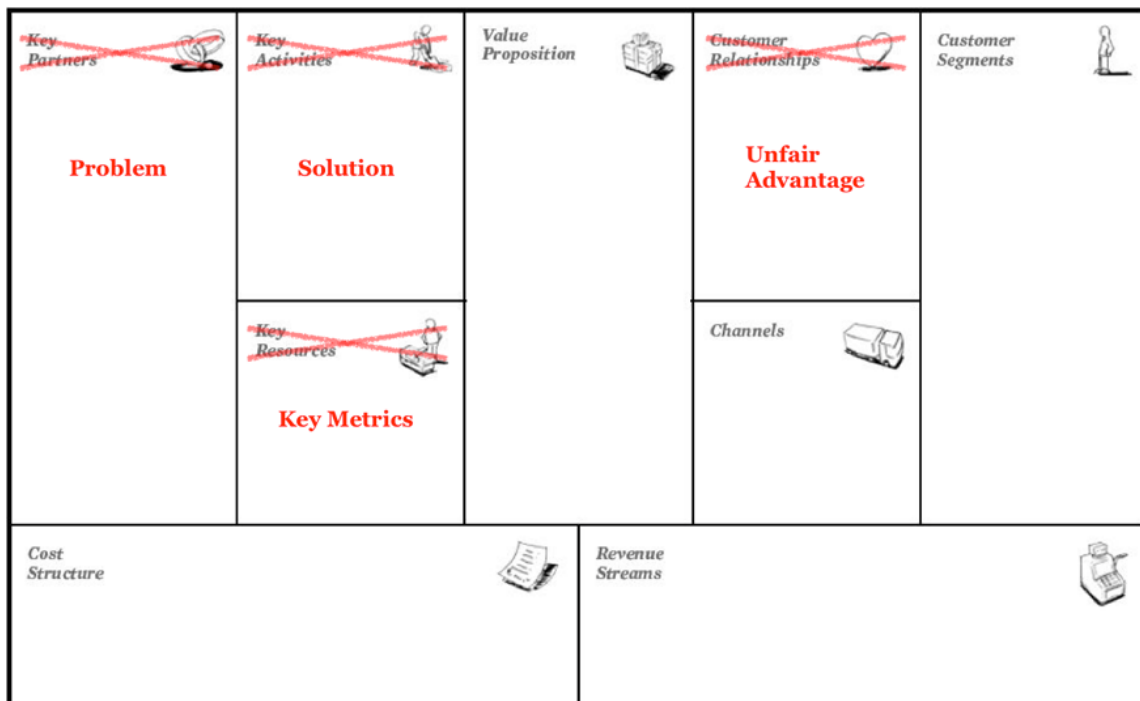 Key
Partners
Problem
Key
Activities
Solution
Key
Resources
Key Metrics
Value
Proposition
Customer
Relationships
Unfair
Advantage
Channels
Customer
Segments
Cost
Structure
Revenue
Streams